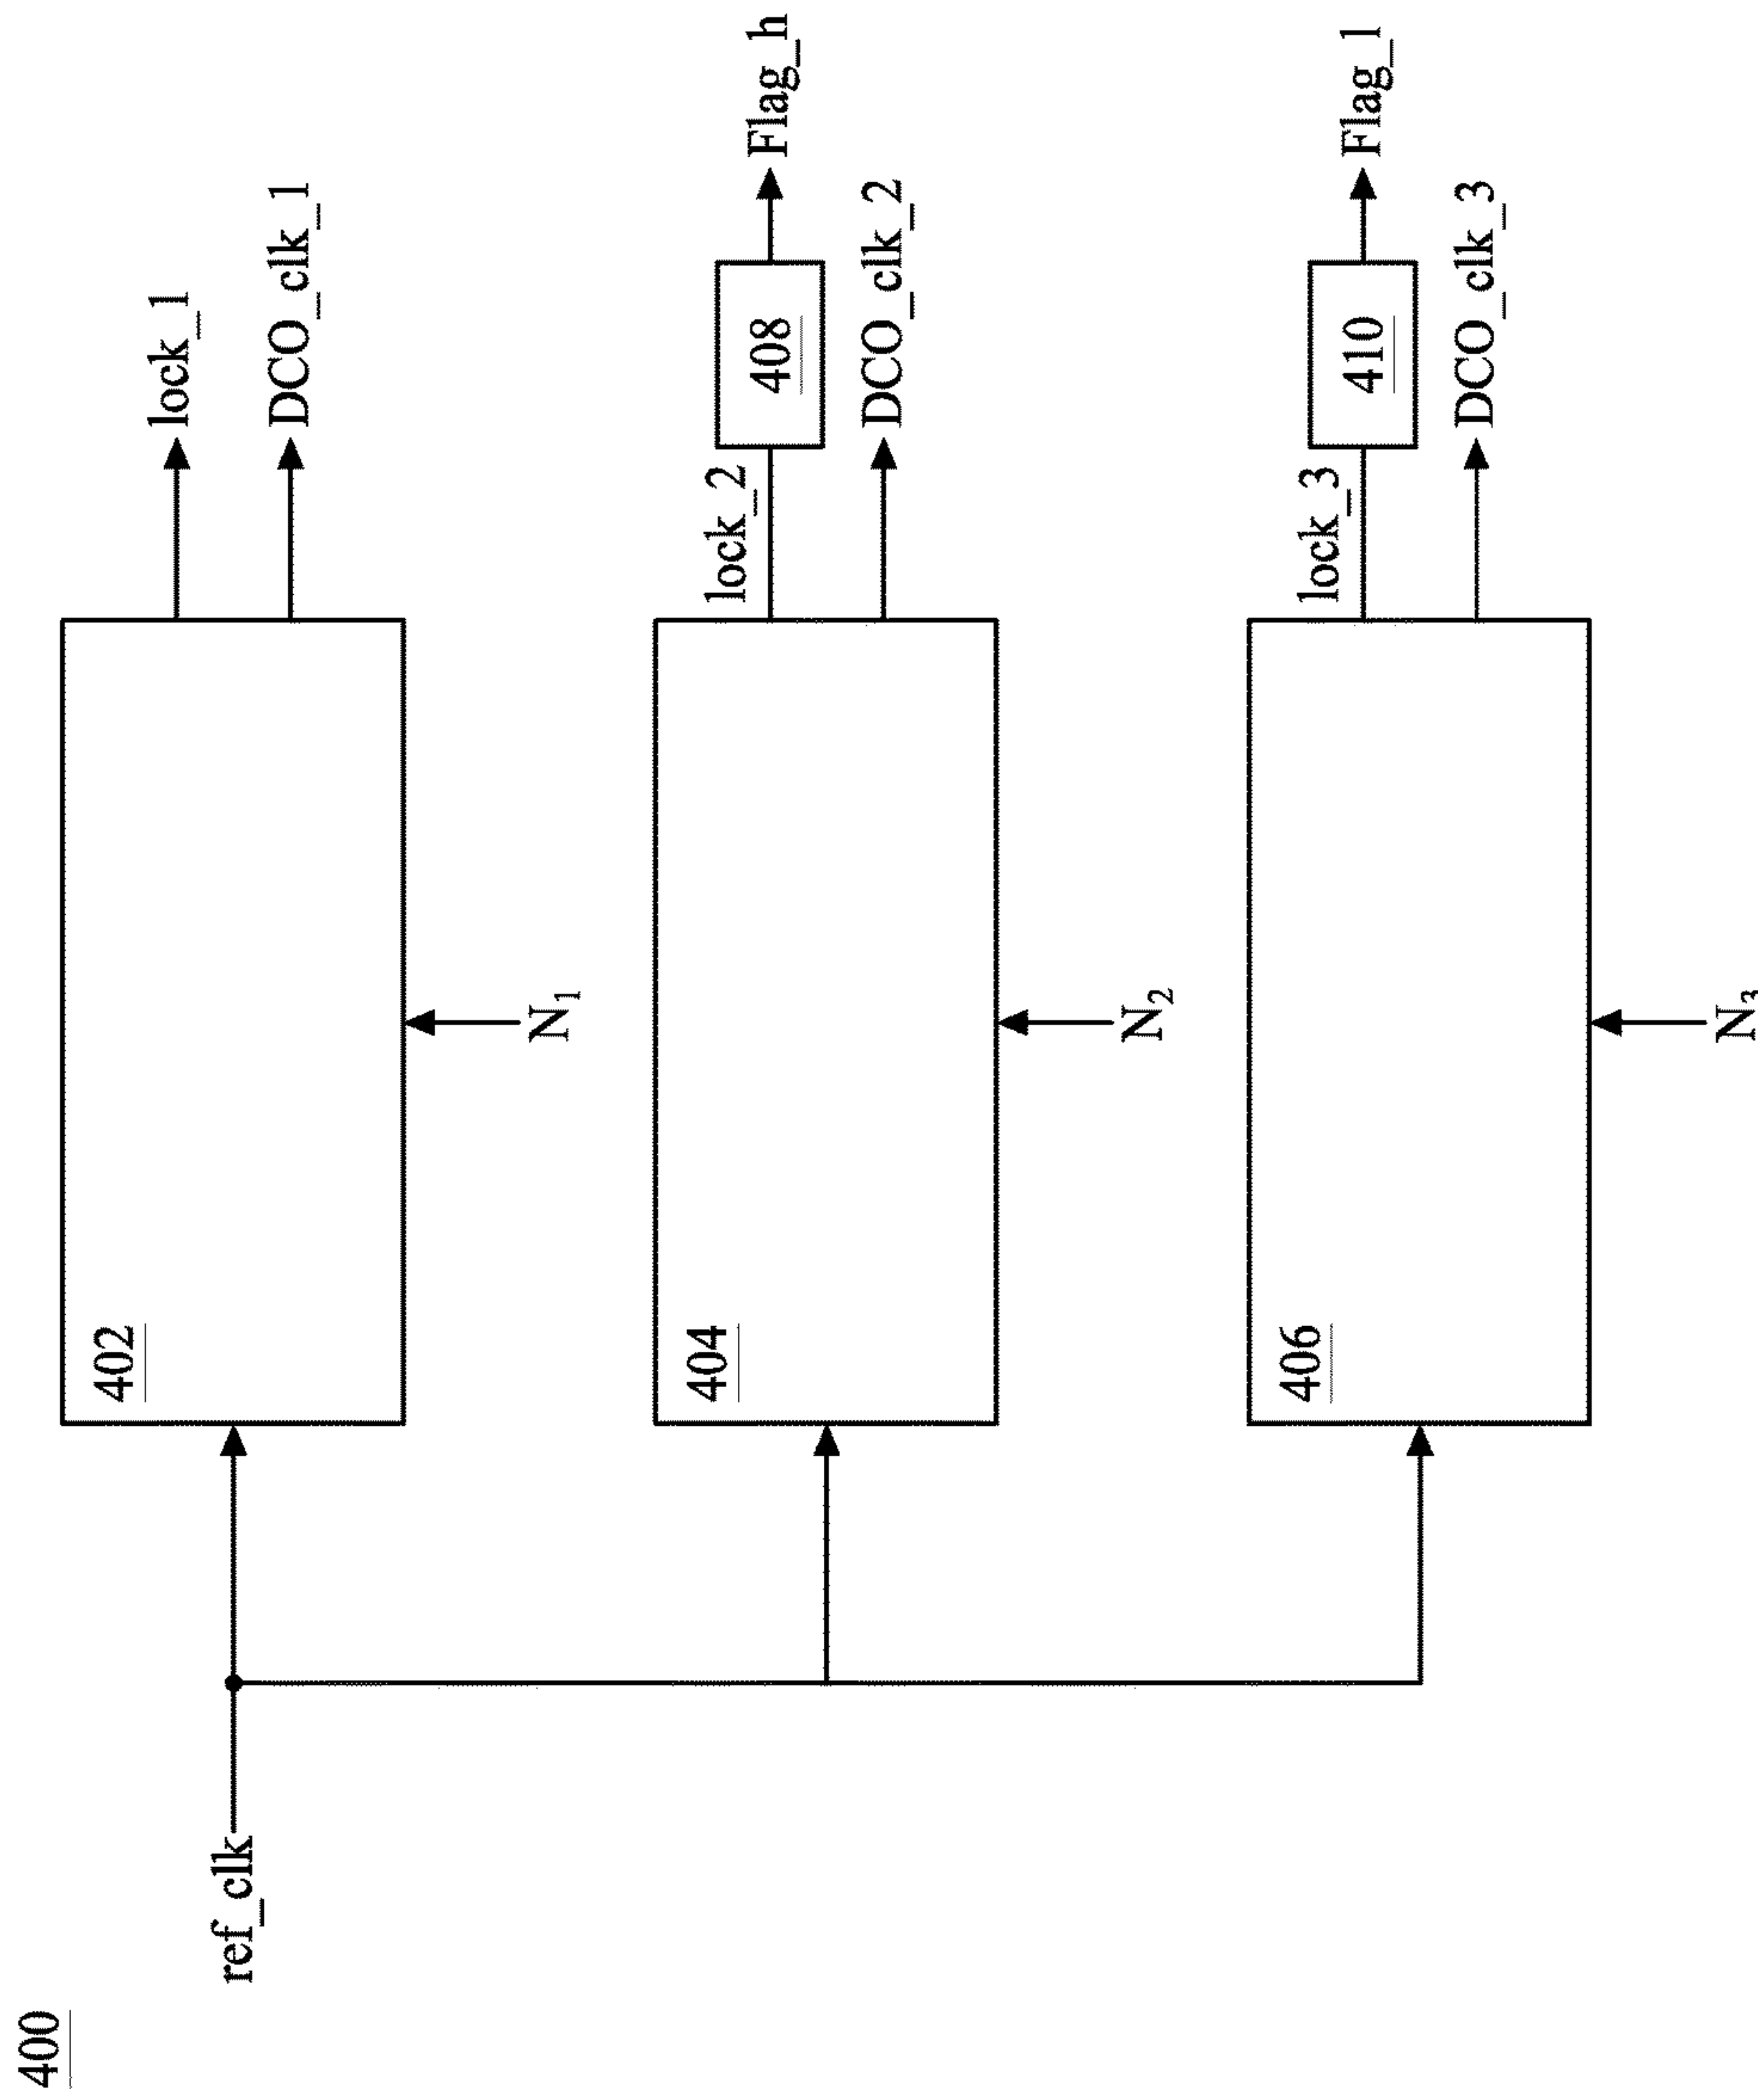 400
ref_clk
402
lock_1
DCO_clk_1
N1
404
lock_2
408
Flag_h
DCO_clk_2
N2
406
lock_3
410
Flag_l
DCO_clk_3
N3